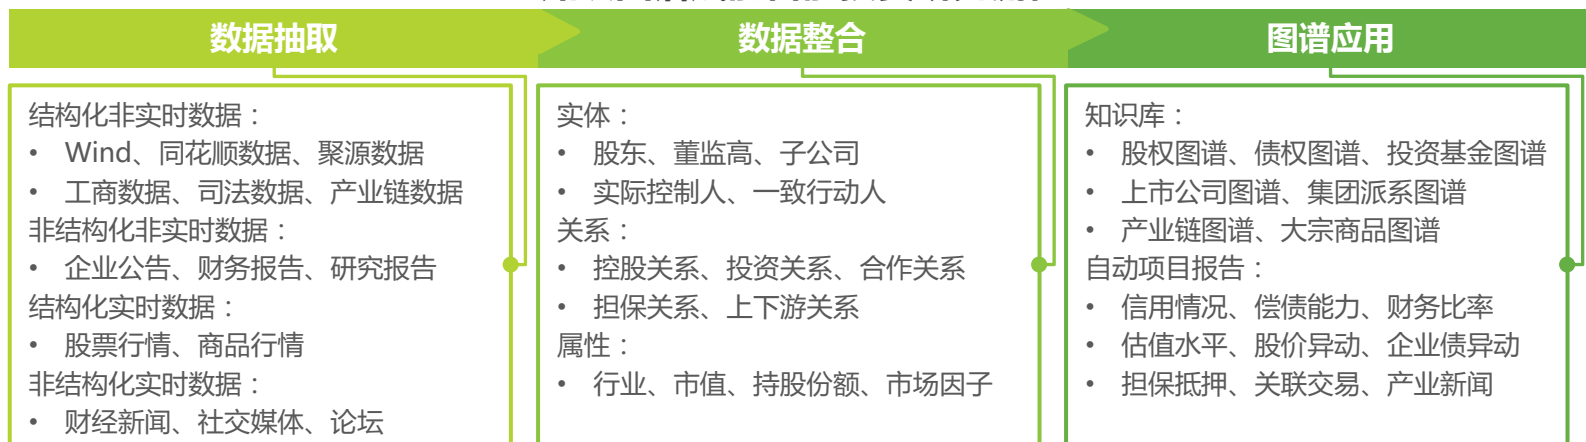 数据抽取
数据整合
图谱应用
结构化非实时数据：
• Wind、同花顺数据、聚源数据
• 工商数据、司法数据、产业链数据
非结构化非实时数据：
• 企业公告、财务报告、研究报告
结构化实时数据：
• 股票行情、商品行情
非结构化实时数据：
• 财经新闻、社交媒体、论坛
实体：
• 股东、董监高、子公司
• 实际控制人、一致行动人
关系：
• 控股关系、投资关系、合作关系
• 担保关系、上下游关系
属性：
• 行业、市值、持股份额、市场因子
知识库：
• 股权图谱、债权图谱、投资基金图谱
• 上市公司图谱、集团派系图谱
• 产业链图谱、大宗商品图谱
自动项目报告：
• 信用情况、偿债能力、财务比率
• 估值水平、股价异动、企业债异动
• 担保抵押、关联交易、产业新闻